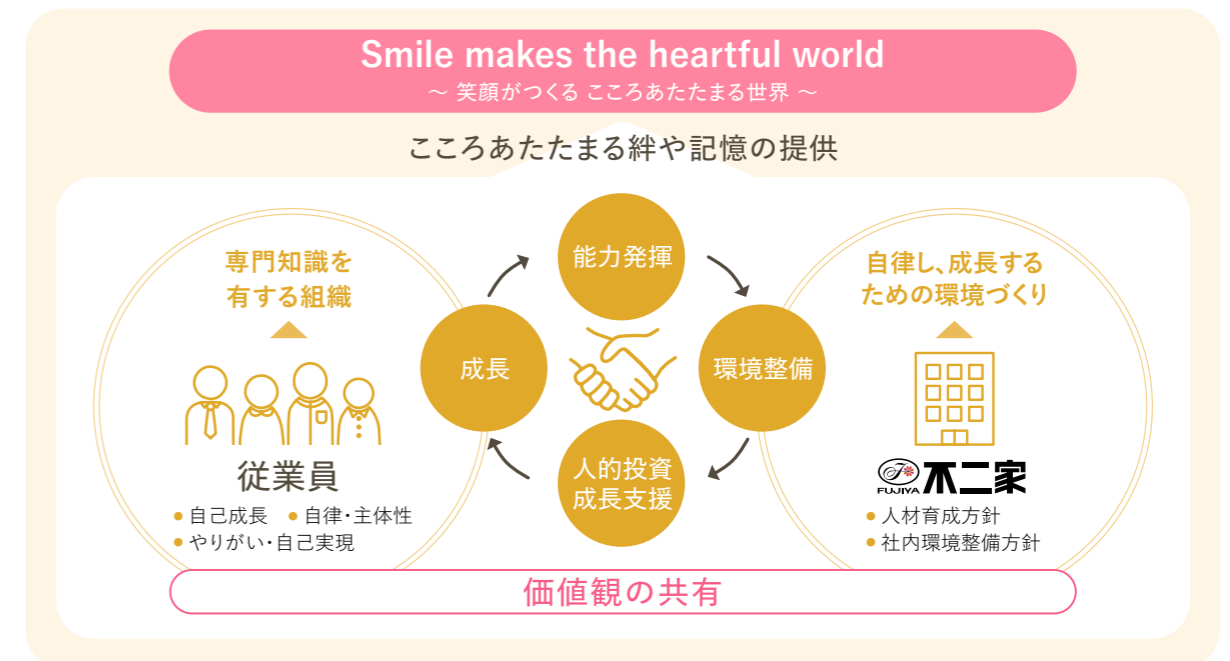 Smile makes the heartful world
～ 笑顔がつくる こころあたたまる世界 ～
こころあたたまる絆や記憶の提供
専門知識を
有する組織
従業員
● 自己成長 ● 自律・主体性
● やりがい・自己実現
能力発揮
成長
環境整備
人的投資
成長支援
自律し、成長する
ための環境づくり
FUJIYA 不二家
● 人材育成方針
● 社内環境整備方針
価値観の共有